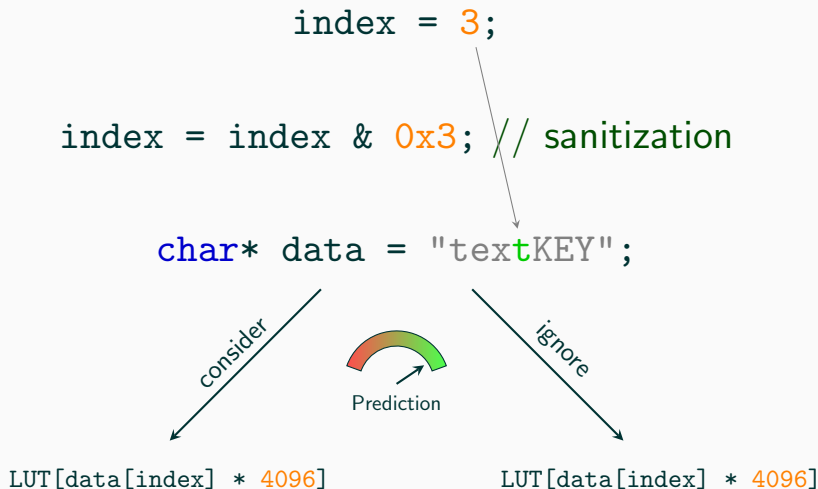 index = 3;
index = index & 0x3; // sanitization
char* data = "textKEY";
consider
ignore
Prediction
LUT[data[index] * 4096]
LUT[data[index] * 4096]